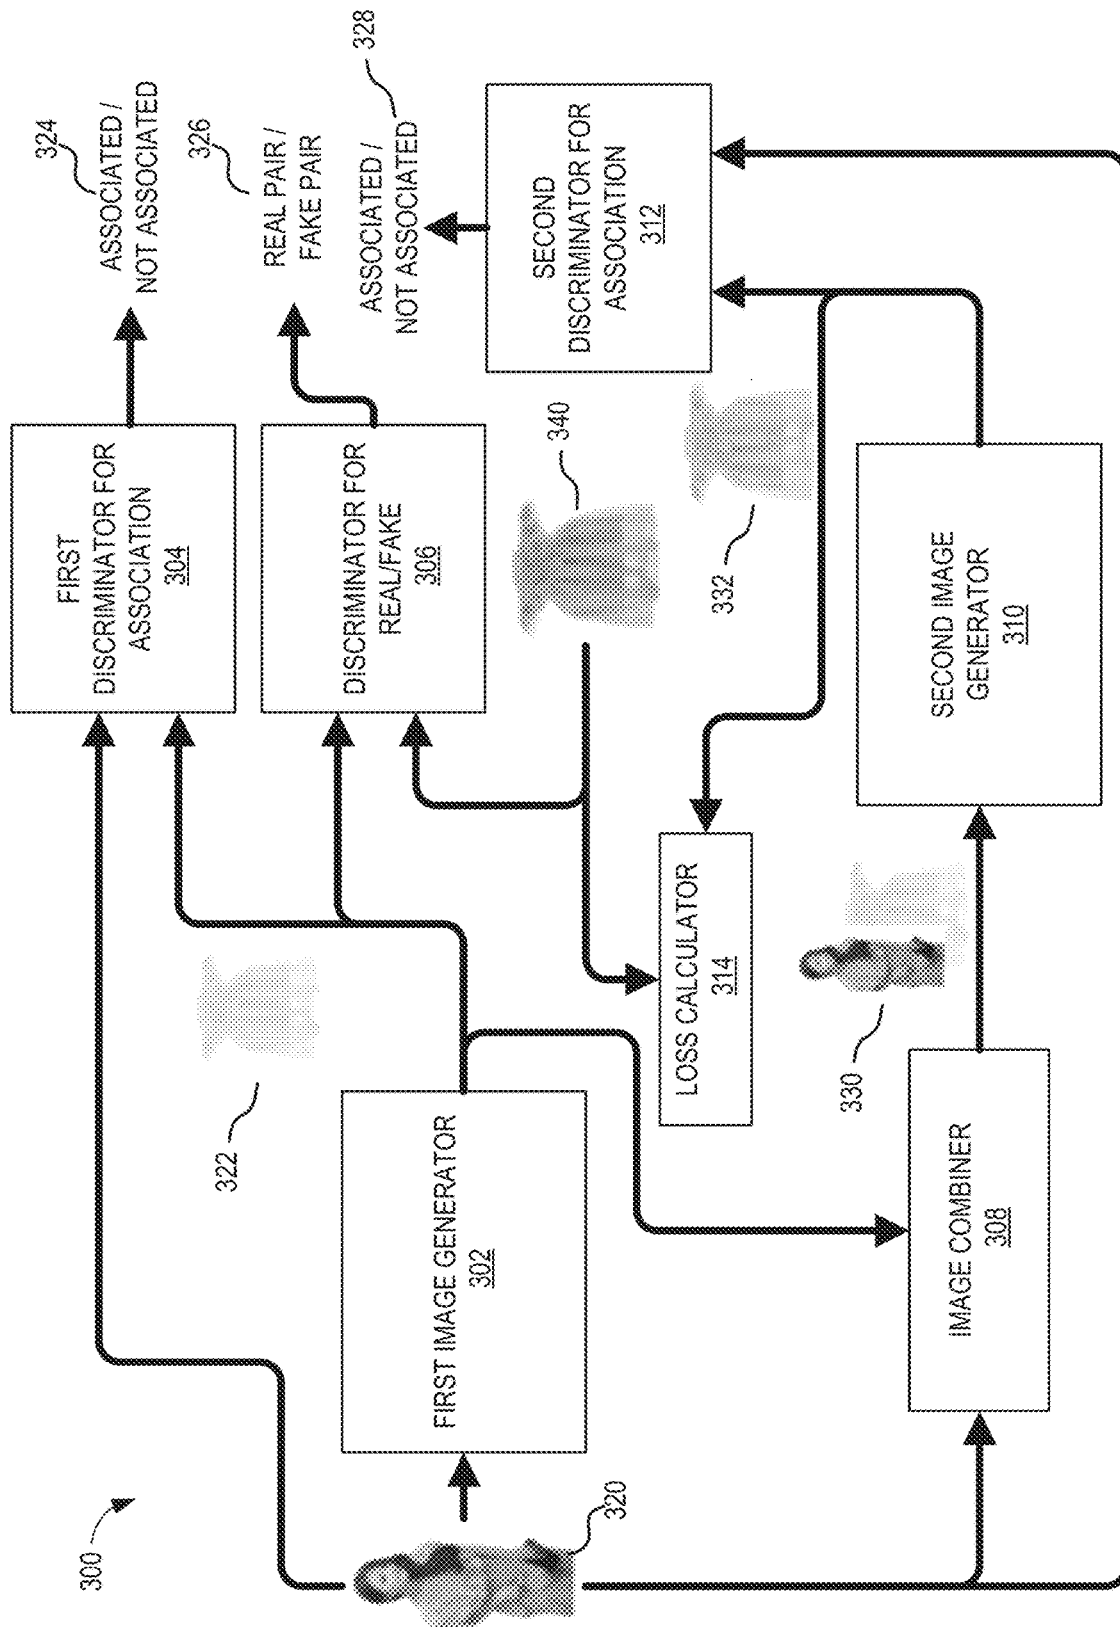 300
320
322
324
326
328
330
332
340
FIRST IMAGE GENERATOR
302
FIRST
DISCRIMINATOR FOR
ASSOCIATION
304
ASSOCIATED /
NOT ASSOCIATED
DISCRIMINATOR FOR
REAL/FAKE
306
REAL PAIR /
FAKE PAIR
ASSOCIATED /
NOT ASSOCIATED
SECOND
DISCRIMINATOR FOR
ASSOCIATION
312
LOSS CALCULATOR
314
IMAGE COMBINER
308
SECOND IMAGE
GENERATOR
310